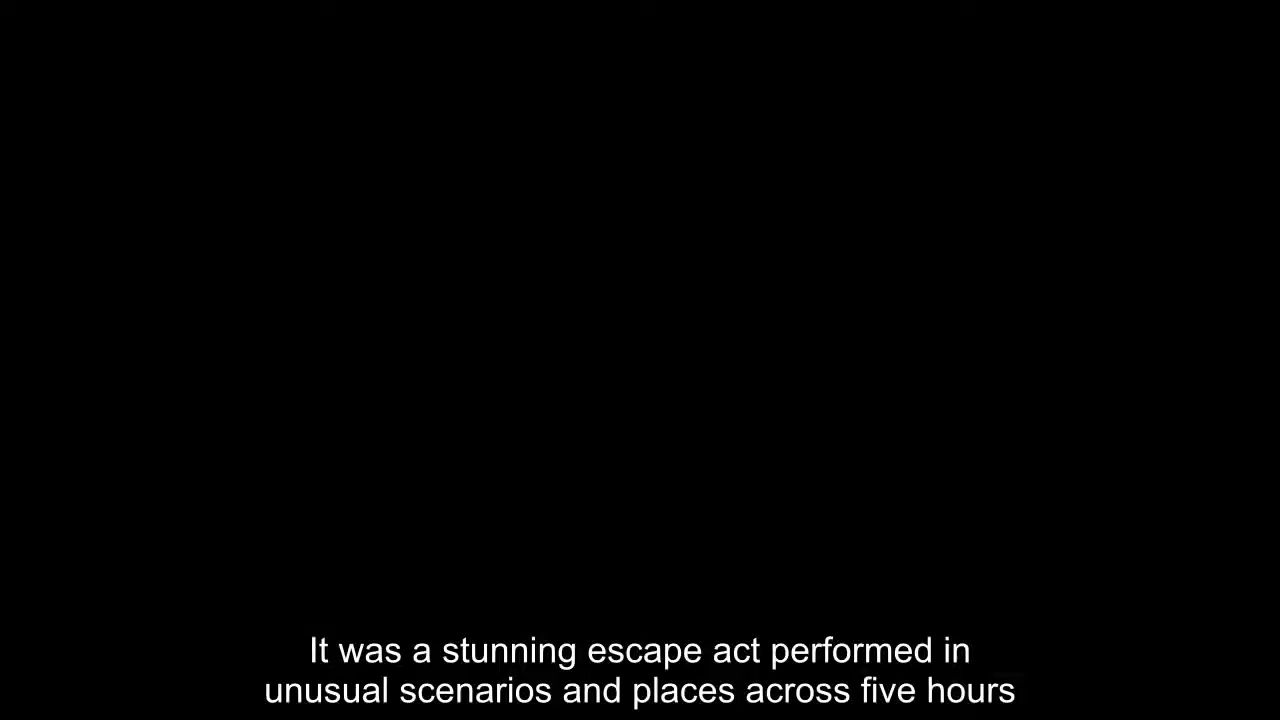 It was a stunning escape act performed in
unusual scenarios and places across five hours